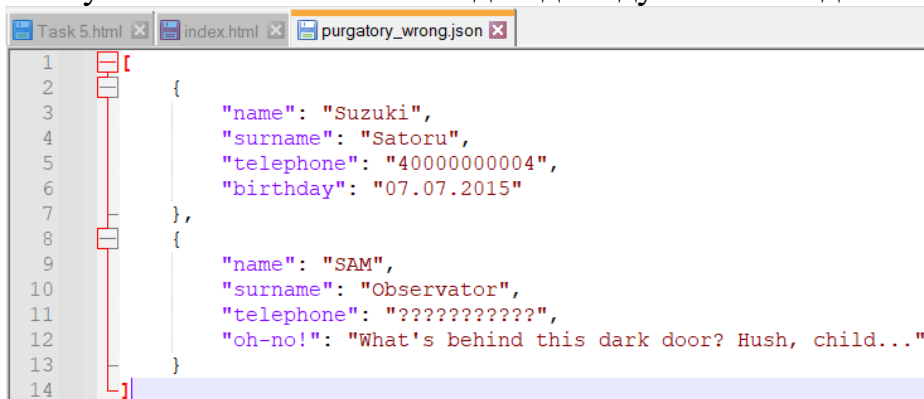 Task 5.html index.html purgatory_wrong.json
1 [
2 {
3 "name": "Suzuki",
4 "surname": "Satoru",
5 "telephone": "40000000004",
6 "birthday": "07.07.2015"
7 },
8 {
9 "name": "SAM",
10 "surname": "Observator",
11 "telephone": "???????????",
12 "oh-no!": "What's behind this dark door? Hush, child..."
13 }
14 ]